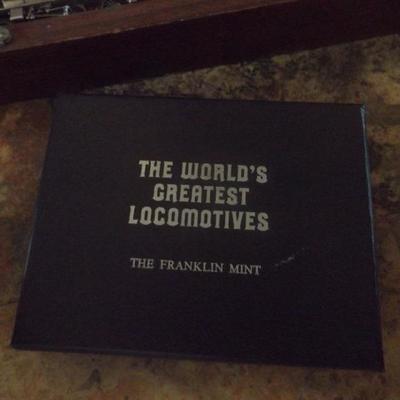 THE WORLD'S
GREATEST
LOCOMOTIVES
THE FRANKLIN MINT